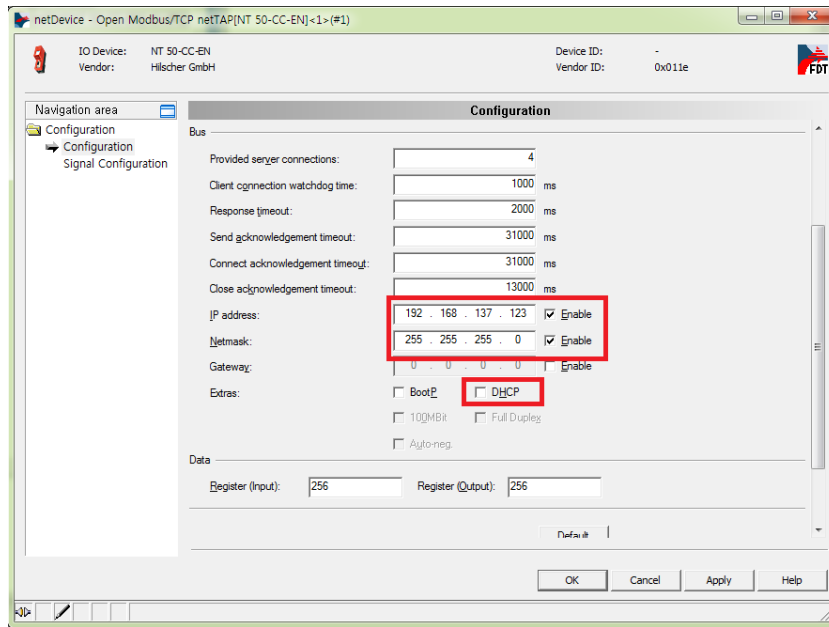 netDevice - Open Modbus/TCP netTAP[NT 50-CC-EN]<1>(#1)
IO Device: NT 50-CC-EN Device ID: -
Vendor: Hilscher GmbH Vendor ID: 0x011e
FDT
Navigation area
Configuration
Configuration
Signal Configuration
Configuration
Bus
Provided server connections: 4
Client connection watchdog time: 1000 ms
Response timeout: 2000 ms
Send acknowledgement timeout: 31000 ms
Connect acknowledgement timeout: 31000 ms
Close acknowledgement timeout: 13000 ms
IP address: 192 . 168 . 137 . 123 Enable
Netmask: 255 . 255 . 255 . 0 Enable
Gateway: 0 . 0 . 0 . 0 Enable
Extras: BootP DHCP
100MBit Full Duplex
Auto-neg.
Data
Register (Input): 256 Register (Output): 256
Default
OK Cancel Apply Help